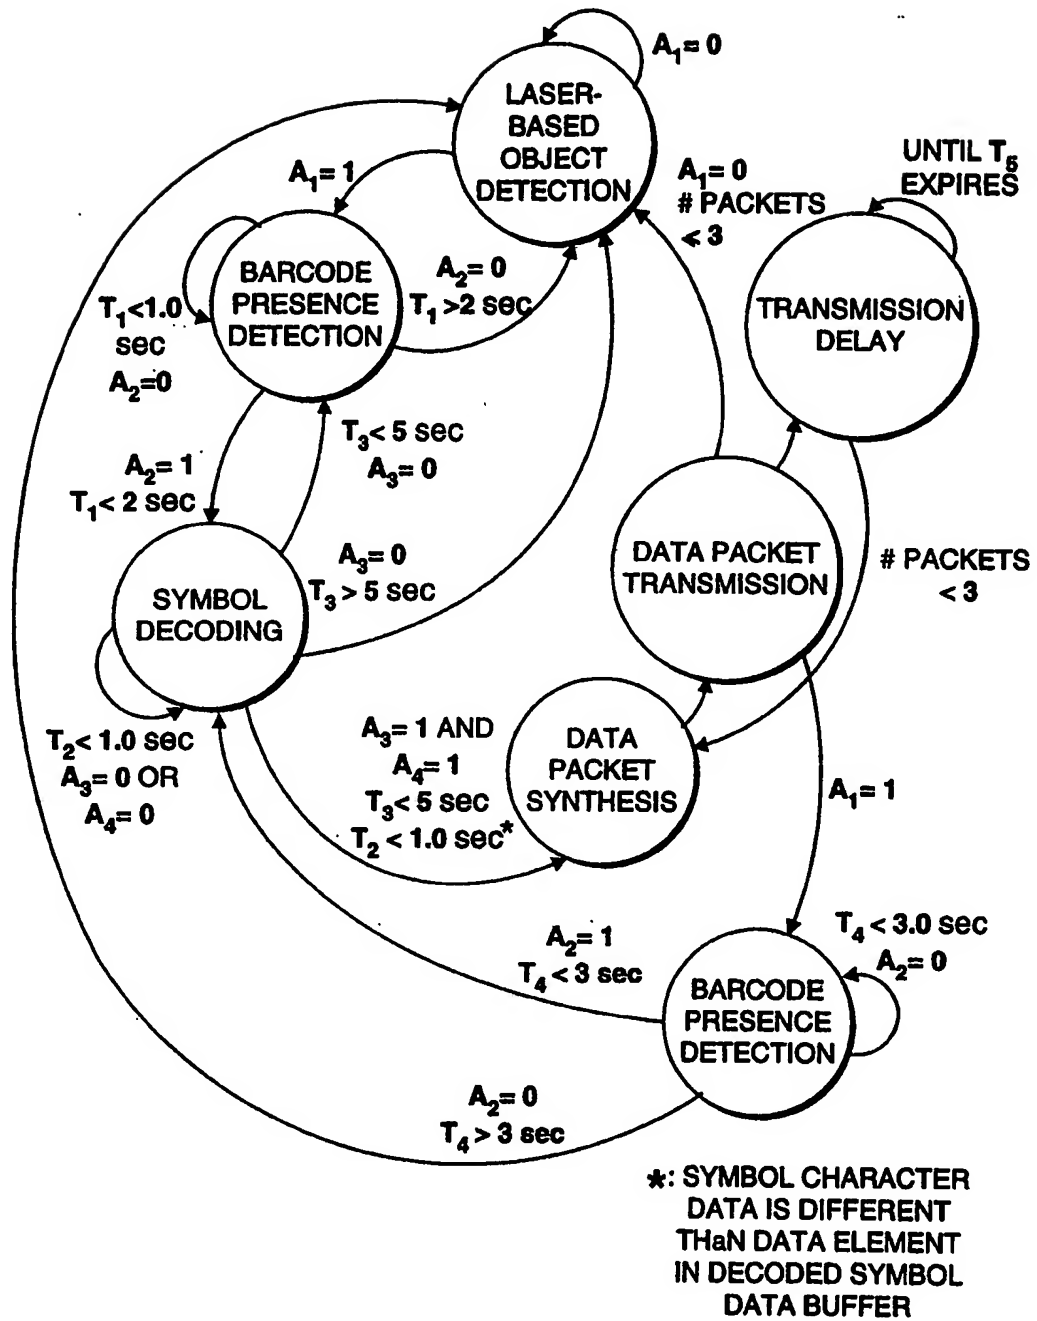 A₁= 0
LASER-
BASED
OBJECT
DETECTION
A₁= 1
A₁= 0
# PACKETS
< 3
UNTIL T₅
EXPIRES
BARCODE
PRESENCE
DETECTION
A₂= 0
T₁ >2 sec
T₁<1.0
sec
A₂=0
TRANSMISSION
DELAY
T₃< 5 sec
A₃= 0
A₂= 1
T₁< 2 sec
A₃= 0
T₃ > 5 sec
SYMBOL
DECODING
DATA PACKET
TRANSMISSION
# PACKETS
< 3
T₂< 1.0 sec
A₃= 0 OR
A₄= 0
A₃= 1 AND
A₄= 1
T₃< 5 sec
T₂ < 1.0 sec*
DATA
PACKET
SYNTHESIS
A₁= 1
A₂= 1
T₄< 3 sec
T₄< 3.0 sec
A₂= 0
BARCODE
PRESENCE
DETECTION
A₂= 0
T₄ > 3 sec
*: SYMBOL CHARACTER
DATA IS DIFFERENT
THaN DATA ELEMENT
IN DECODED SYMBOL
DATA BUFFER